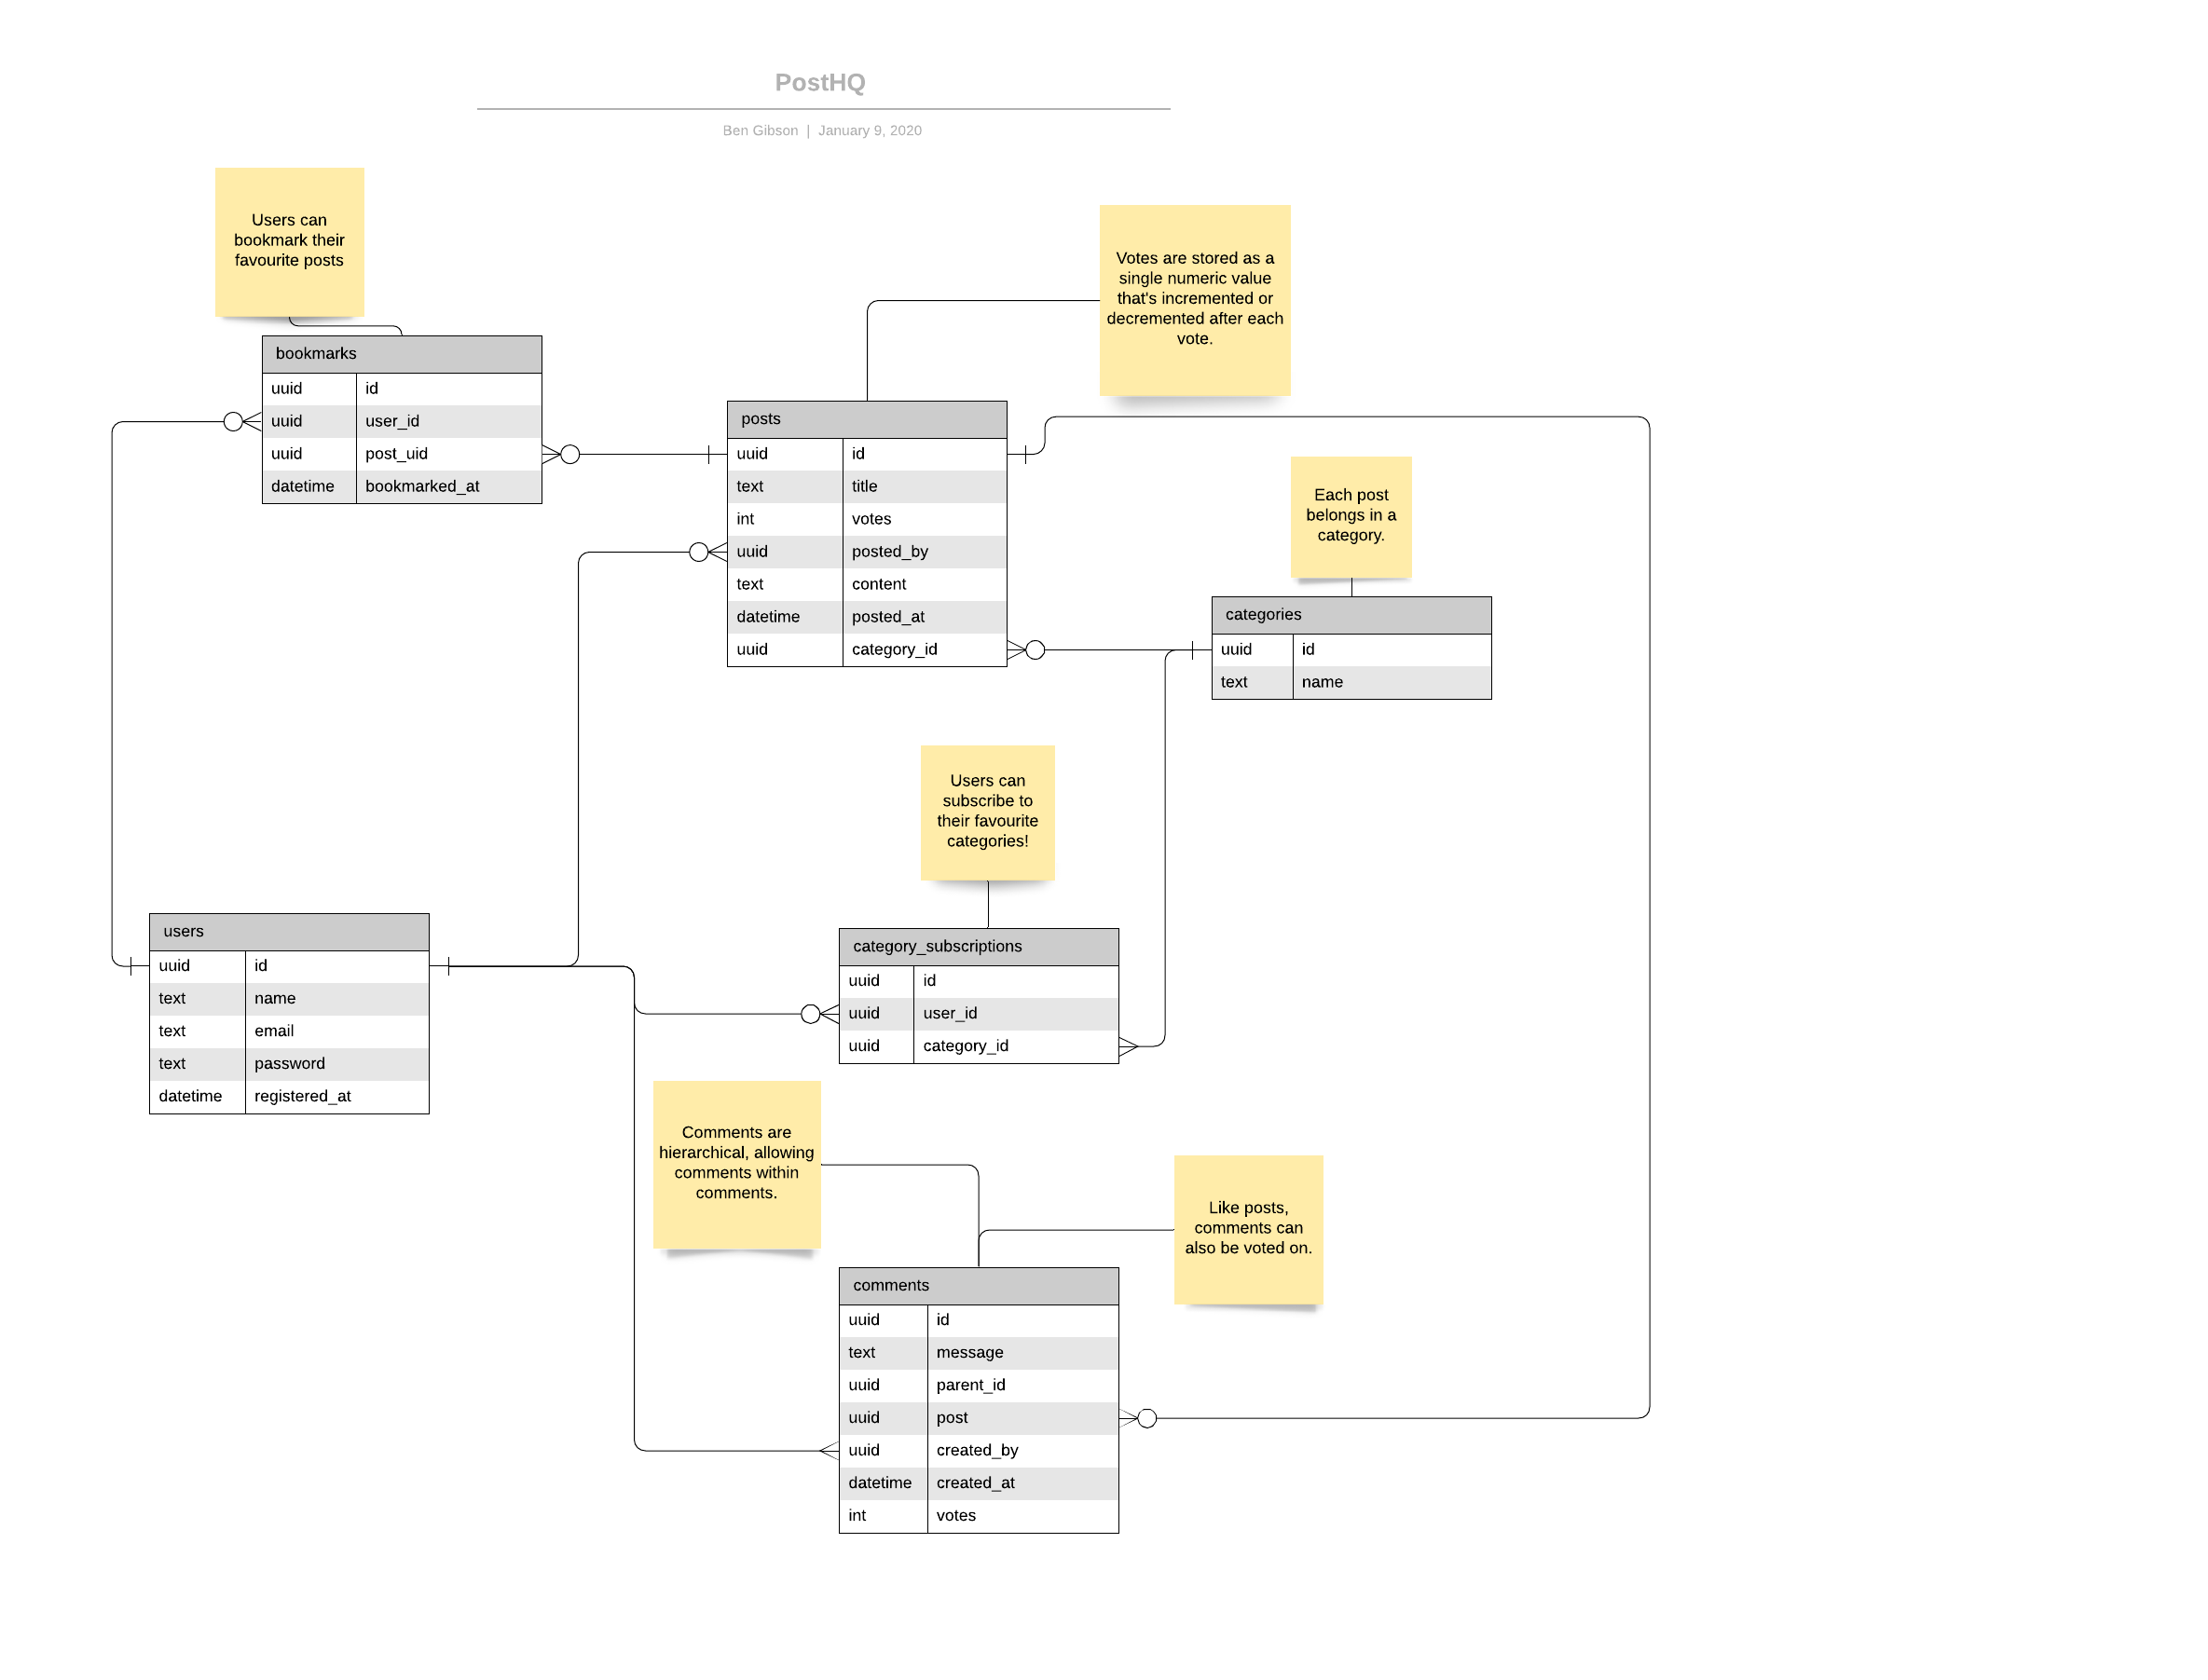 PostHQ
Ben Gibson | January 9, 2020
Users can
bookmark their
favourite posts
Votes are stored as a
single numeric value
that's incremented or
decremented after each
vote.
bookmarks
uuid id
uuid user_id
uuid post_uid
datetime bookmarked_at
posts
uuid id
text title
int votes
uuid posted_by
text content
datetime posted_at
uuid category_id
Each post
belongs in a
category.
categories
uuid id
text name
Users can
subscribe to
their favourite
categories!
users
uuid id
text name
text email
text password
datetime registered_at
category_subscriptions
uuid id
uuid user_id
uuid category_id
Comments are
hierarchical, allowing
comments within
comments.
Like posts,
comments can
also be voted on.
comments
uuid id
text message
uuid parent_id
uuid post
uuid created_by
datetime created_at
int votes